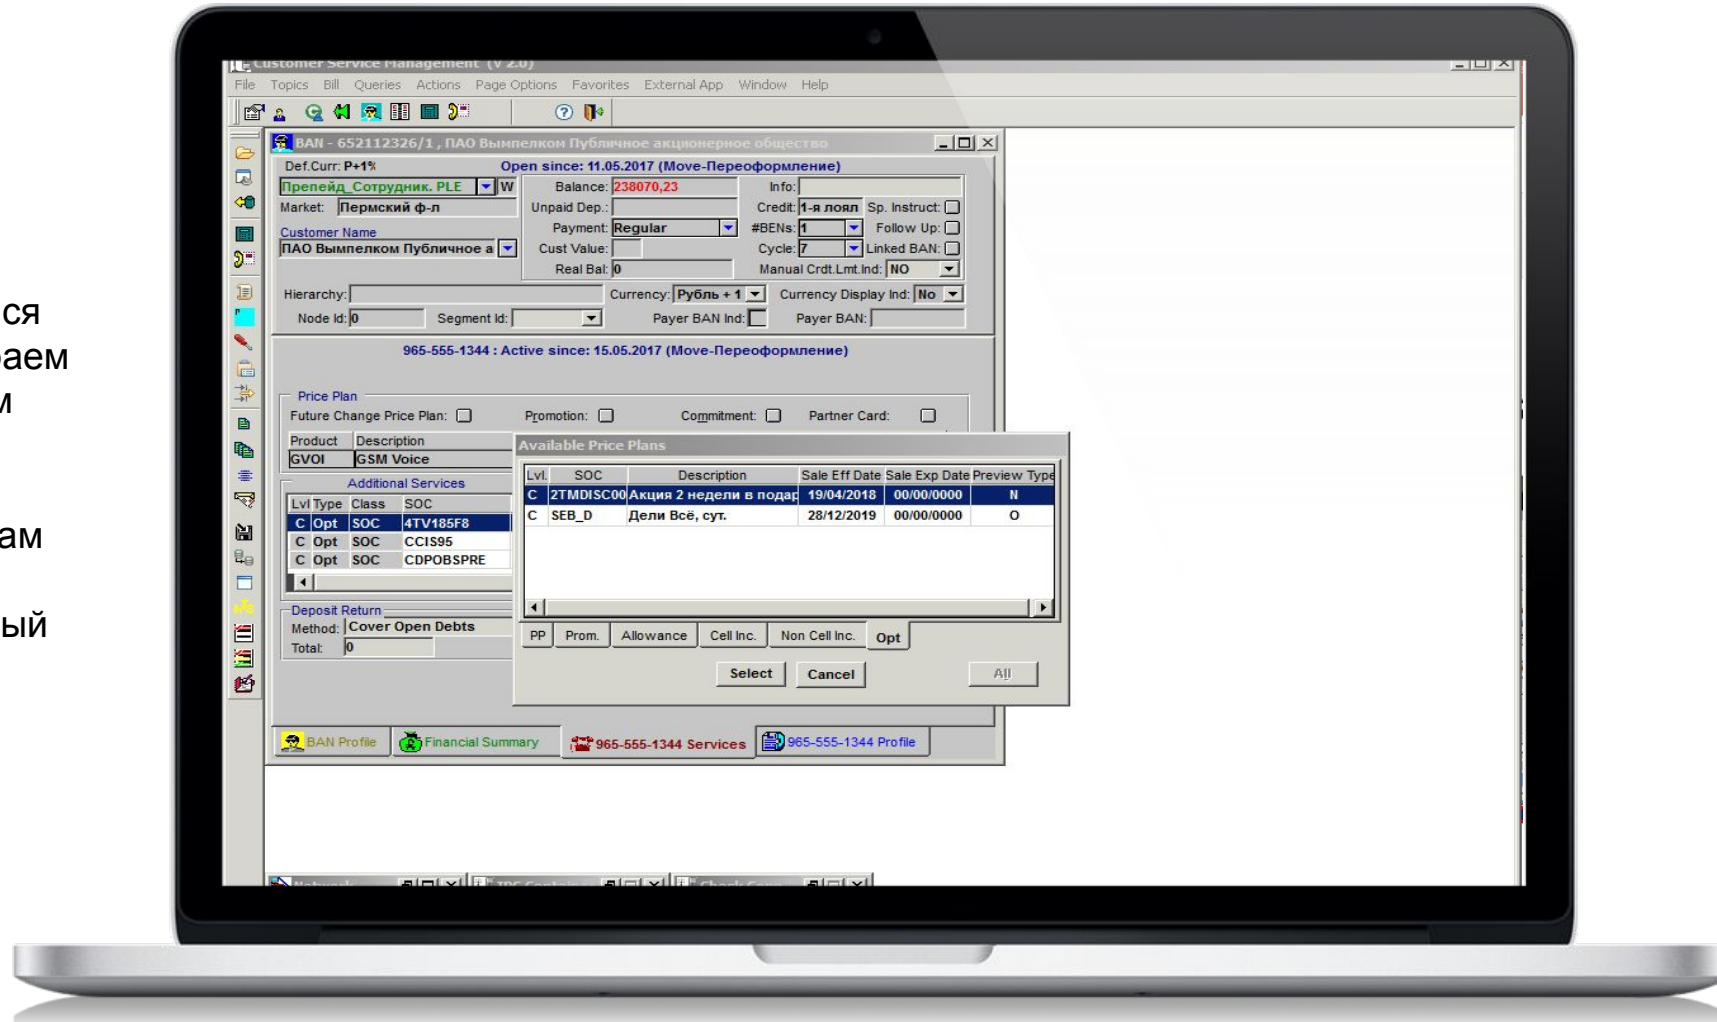 ся
аем
м
ам
ый
Customer Service Management (V 2.0)
File Topics Bill Queries Actions Page Options Favorites External App Window Help
BAN - 652112326/1 , ПАО Вымпелком Публичное акционерное общество
Def.Curr: P+1% Open since: 11.05.2017 (Move-Переоформление)
Препейд_Сотрудник. PLE W Balance: 238070,23 Info:
Market: Пермский ф-л Unpaid Dep.: Credit: 1-я лоял Sp. Instruct:
Customer Name Payment: Regular #BENs: 1 Follow Up:
ПАО Вымпелком Публичное а Cust Value: Cycle: 7 Linked BAN:
Real Bal: 0 Manual Crdt.Lmt.Ind: NO
Hierarchy: Currency: Рубль + 1 Currency Display Ind: No
Node Id: 0 Segment Id: Payer BAN Ind: Payer BAN:
965-555-1344 : Active since: 15.05.2017 (Move-Переоформление)
Price Plan
Future Change Price Plan: Promotion: Commitment: Partner Card:
Product Description
GVOI GSM Voice
Additional Services
Lvl Type Class SOC
C Opt SOC 4TV185F8
C Opt SOC CCIS95
C Opt SOC CDPOBSPRE
Deposit Return
Method: Cover Open Debts
Total: 0
Available Price Plans
Lvl. SOC Description Sale Eff Date Sale Exp Date Preview Type
C 2TMDISC00 Акция 2 недели в подар 19/04/2018 00/00/0000 N
C SEB_D Дели Всё, сут. 28/12/2019 00/00/0000 O
PP Prom. Allowance Cell Inc. Non Cell Inc. Opt
Select Cancel All
BAN Profile Financial Summary 965-555-1344 Services 965-555-1344 Profile